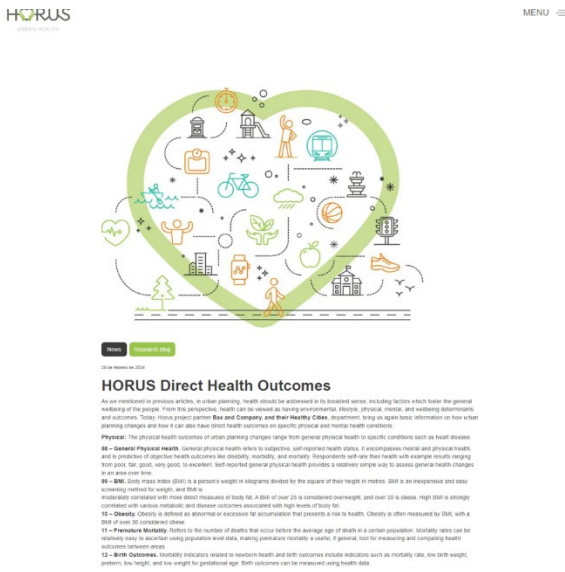 HORUS
URBAN HEALTH
MENU
News
Research blog
29 de febrero de 2024
HORUS Direct Health Outcomes
As we mentioned in previous articles, in urban planning, health should be addressed in its broadest sense, including factors which foster the general
wellbeing of the people. From this perspective, health can be viewed as having environmental, lifestyle, physical, mental, and wellbeing determinants
and outcomes. Today, Horus project partner Bax and Company, and their Healthy Cities, department, bring us again basic information on how urban
planning changes and how it can also have direct health outcomes on specific physical and mental health conditions.
Physical: The physical health outcomes of urban planning changes range from general physical health to specific conditions such as heart disease.
08 – General Physical Health. General physical health refers to subjective, self-reported health status. It encompasses mental and physical health,
and is predictive of objective health outcomes like disability, morbidity, and mortality. Respondents self-rate their health with example results ranging
from poor, fair, good, very good, to excellent. Self-reported general physical health provides a relatively simple way to assess general health changes
in an area over time.
09 – BMI. Body mass index (BMI) is a person's weight in kilograms divided by the square of their height in metres. BMI is an inexpensive and easy
screening method for weight, and BMI is
moderately correlated with more direct measures of body fat. A BMI of over 25 is considered overweight, and over 30 is obese. High BMI is strongly
correlated with various metabolic and disease outcomes associated with high levels of body fat.
10 – Obesity. Obesity is defined as abnormal or excessive fat accumulation that presents a risk to health. Obesity is often measured by BMI, with a
BMI of over 30 considered obese.
11 – Premature Mortality. Refers to the number of deaths that occur before the average age of death in a certain population. Mortality rates can be
relatively easy to ascertain using population level data, making premature mortality a useful, if general, tool for measuring and comparing health
outcomes between areas.
12 – Birth Outcomes. Morbidity indicators related to newborn health and birth outcomes include indicators such as mortality rate, low birth weight,
preterm, low height, and low weight for gestational age. Birth outcomes can be measured using health data.